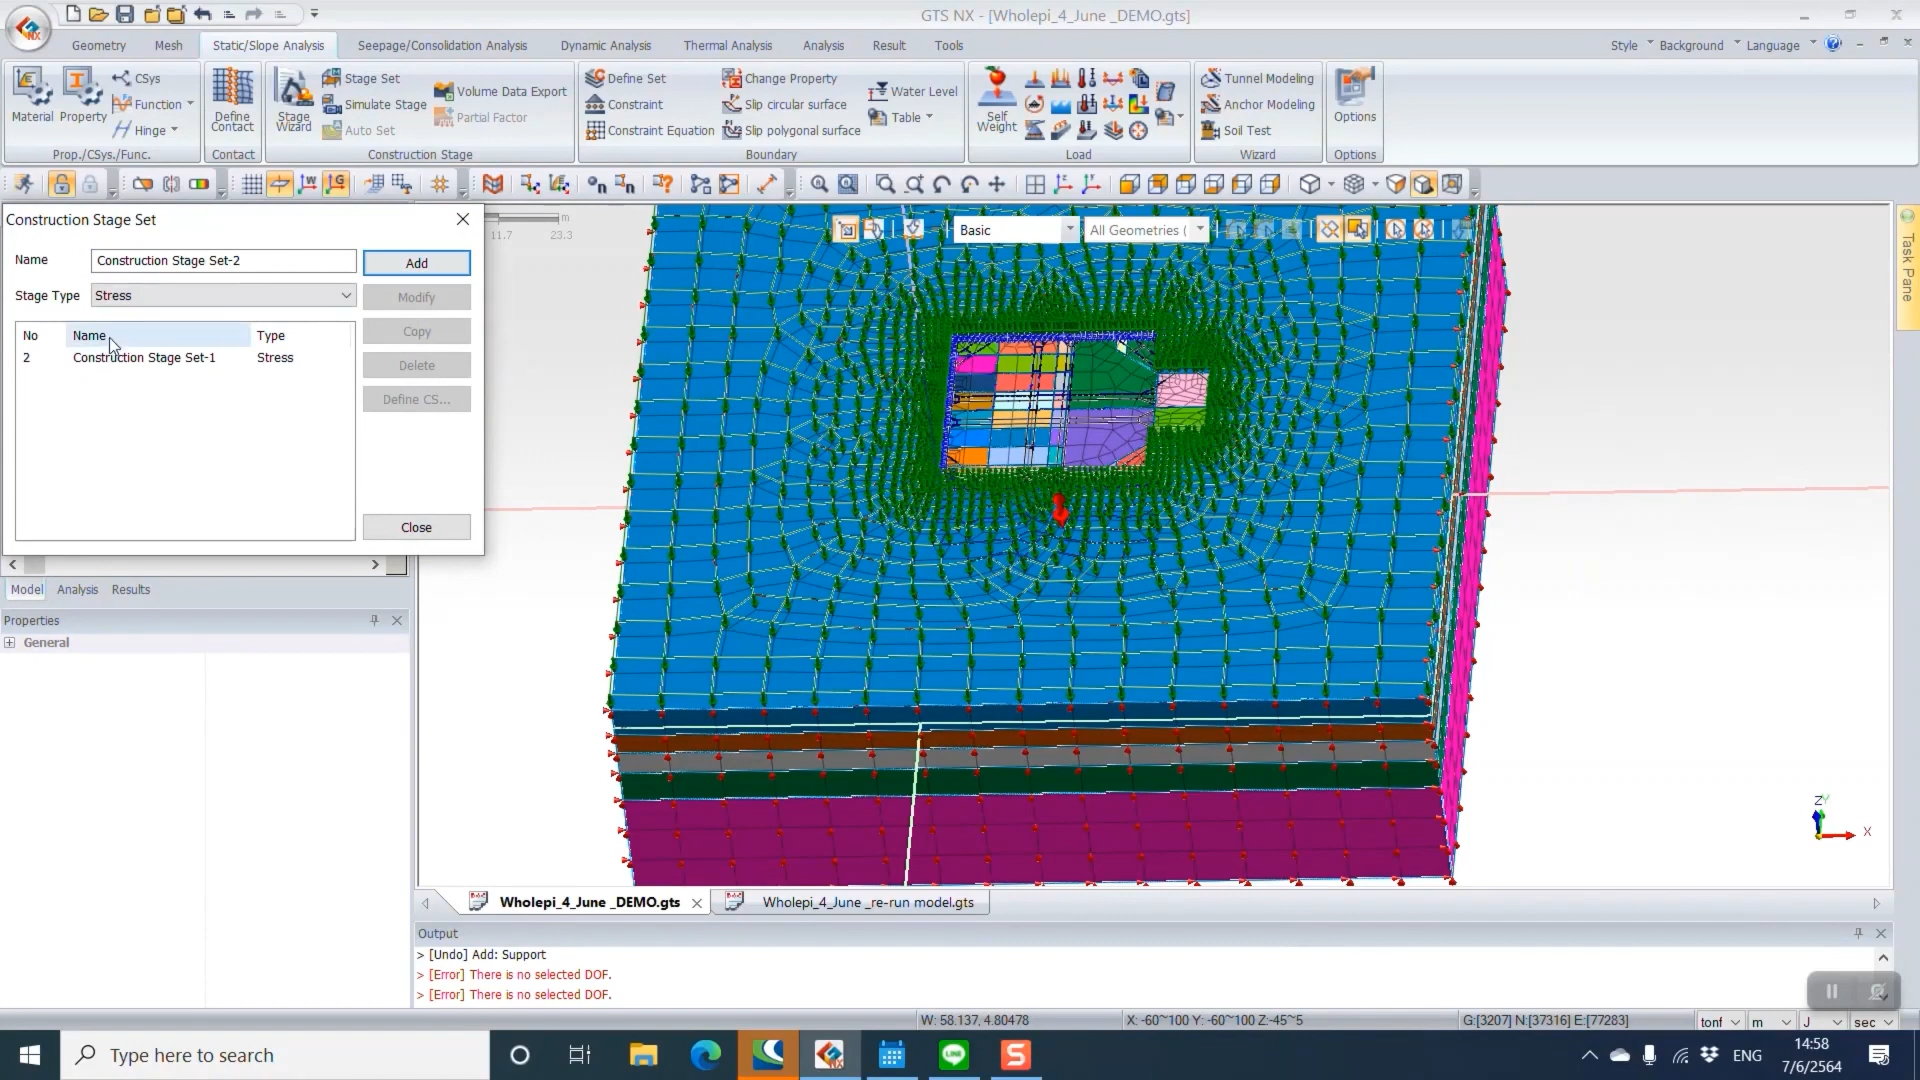 GTS NX - [Wholepi_4_June _DEMO.gts]
Geometry Mesh Static/Slope Analysis Seepage/Consolidation Analysis Dynamic Analysis Thermal Analysis Analysis Result Tools
Style Background Language
Material Property CSys Function Hinge
Prop./CSys./Func.
Define Contact
Contact
Stage Wizard
Stage Set
Simulate Stage
Auto Set
Volume Data Export
Partial Factor
Construction Stage
Define Set
Constraint
Constraint Equation
Change Property
Slip circular surface
Slip polygonal surface
Water Level
Table
Boundary
Self Weight
Load
Tunnel Modeling
Anchor Modeling
Soil Test
Wizard
Options
Options
Construction Stage Set
Name Construction Stage Set-2 Add
Stage Type Stress Modify
No Name Type Copy
2 Construction Stage Set-1 Stress
Delete
Define CS...
Close
m
11.7 23.3
Basic All Geometries (
Task Pane
Model Analysis Results
Properties
General
Z Y
X
Wholepi_4_June _DEMO.gts Wholepi_4_June _re-run model.gts
Output
> [Undo] Add: Support
> [Error] There is no selected DOF.
> [Error] There is no selected DOF.
W: 58.137, 4.80478 X: -60~100 Y: -60~100 Z:-45~5 G:[3207] N:[37316] E:[77283] tonf m J sec
Type here to search
ENG
14:58
7/6/2564